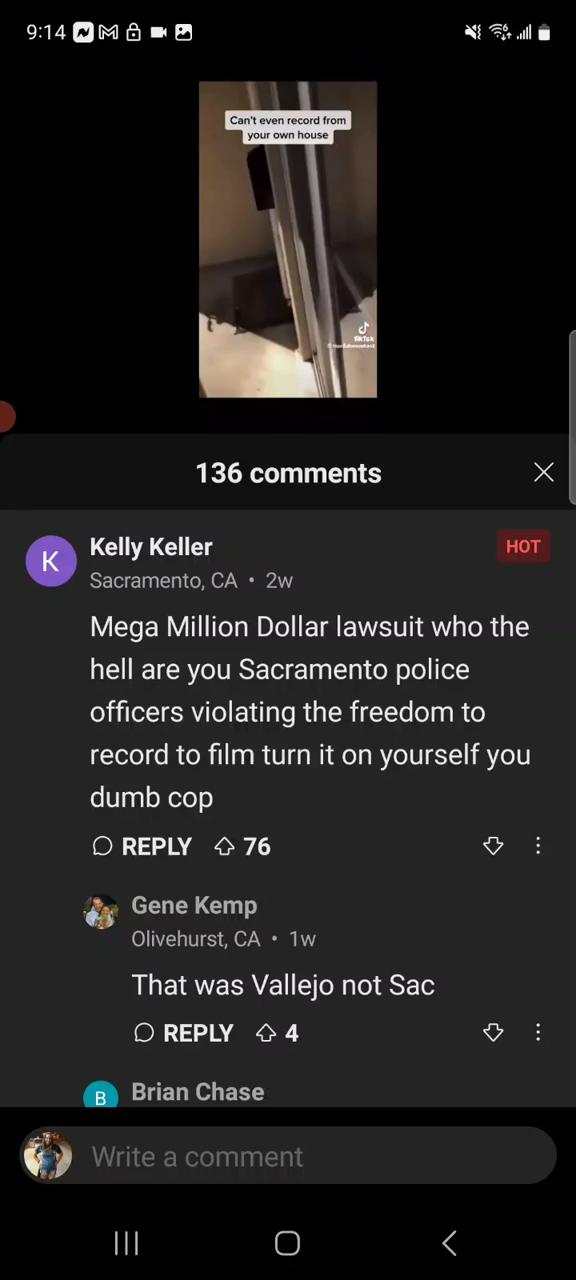 9:14
Can't even record from
your own house
TikTok
136 comments
K
Kelly Keller
HOT
Sacramento, CA • 2w
Mega Million Dollar lawsuit who the
hell are you Sacramento police
officers violating the freedom to
record to film turn it on yourself you
dumb cop
REPLY 76
Gene Kemp
Olivehurst, CA • 1w
That was Vallejo not Sac
REPLY 4
B
Brian Chase
Write a comment